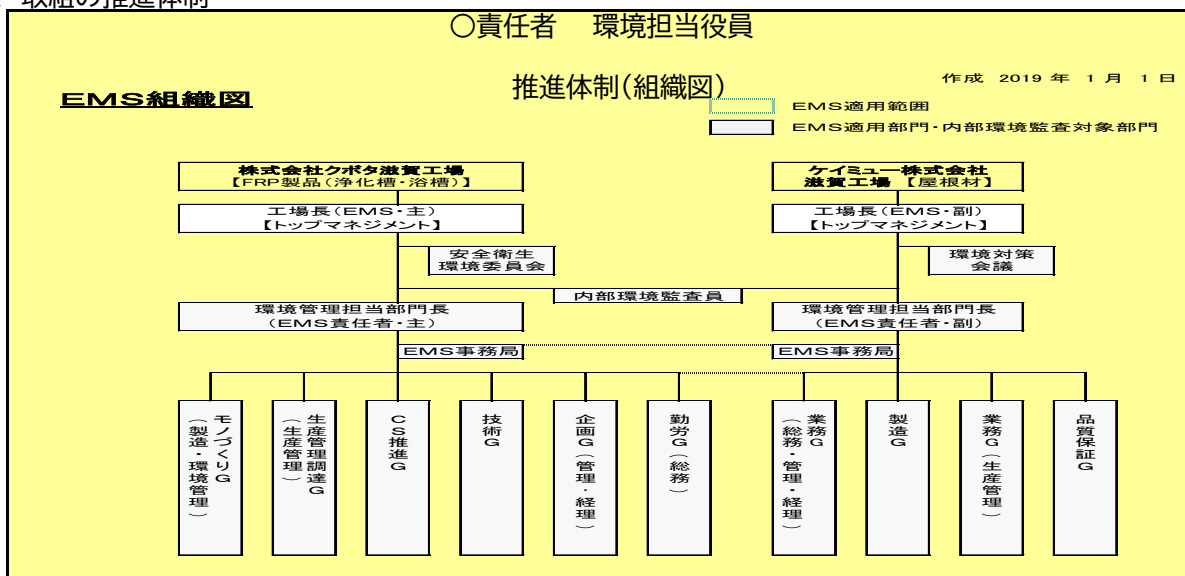 取組の推進体制
○責任者 環境担当役員
推進体制(組織図)
作成 2019 年 1 月 1 日
EMS組織図
EMS適用範囲
EMS適用部門・内部環境監査対象部門
株式会社クボタ滋賀工場
【FRP製品(浄化槽・浴槽)】
ケイミュー株式会社
滋賀工場 【屋根材】
工場長(EMS・主)
【トップマネジメント】
工場長(EMS・副)
【トップマネジメント】
安全衛生
環境委員会
環境対策
会議
内部環境監査員
環境管理担当部門長
(EMS責任者・主)
環境管理担当部門長
(EMS責任者・副)
EMS事務局
EMS事務局
モノづくりG
(製造・環境管理)
生産管理調達G
(生産管理)
CS推進G
技術G
企画G(管理・経理)
勤労G(総務)
業務G
(総務・管理・経理)
製造G
業務G(生産管理)
品質保証G